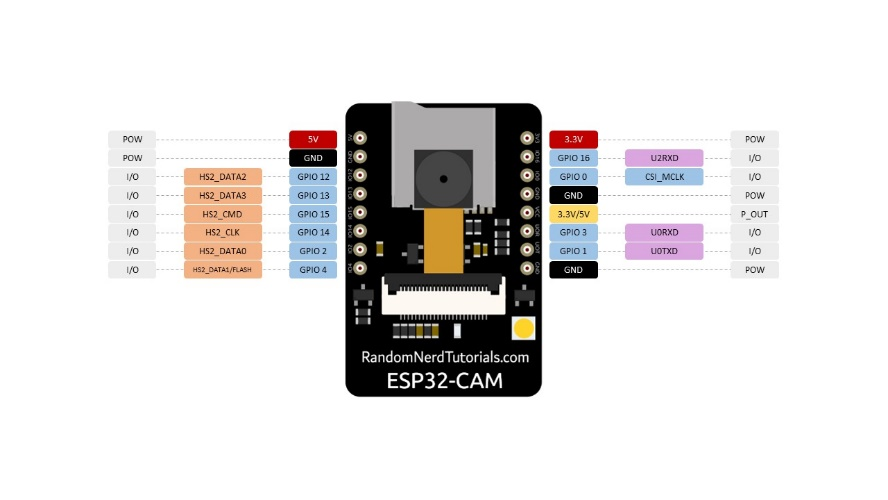 POW 5V 3.3V POW
POW GND GPIO 16 U2RXD I/O
I/O HS2_DATA2 GPIO 12 GPIO 0 CSI_MCLK I/O
I/O HS2_DATA3 GPIO 13 GND POW
I/O HS2_CMD GPIO 15 3.3V/5V P_OUT
I/O HS2_CLK GPIO 14 GPIO 3 U0RXD I/O
I/O HS2_DATA0 GPIO 2 GPIO 1 U0TXD I/O
I/O HS2_DATA1/FLASH GPIO 4 GND POW
RandomNerdTutorials.com
ESP32-CAM